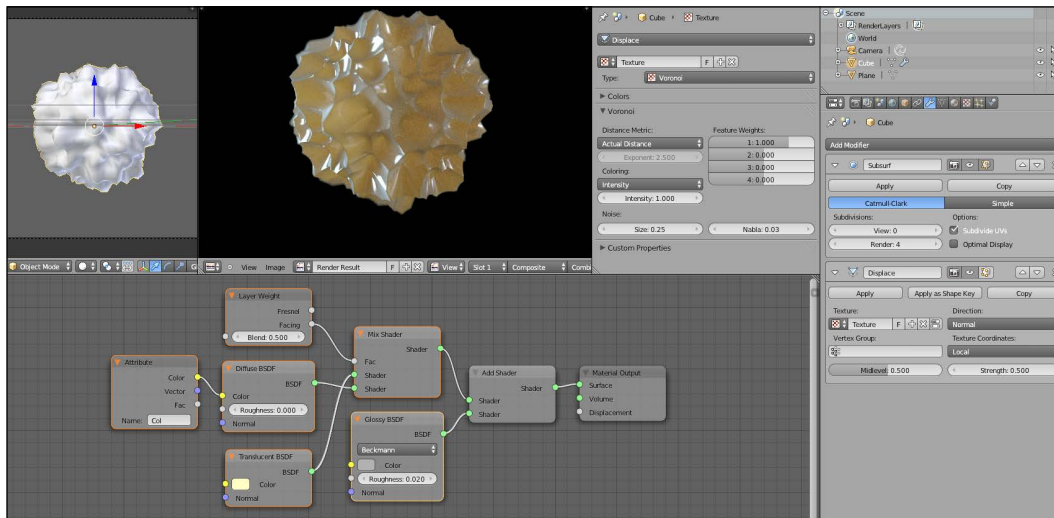 Cube
Texture
Displace
Texture
F
Type:
Voronoi
Colors
Voronoi
Distance Metric:
Actual Distance
Exponent: 2.500
Coloring:
Intensity
Intensity: 1.000
Feature Weights:
1: 1.000
2: 0.000
3: 0.000
4: 0.000
Noise:
Size: 0.25
Nabla: 0.03
Custom Properties
Scene
RenderLayers
World
Camera
Cube
Plane
Cube
Add Modifier
Subsurf
Apply
Copy
Catmull-Clark
Simple
Subdivisions:
View: 0
Render: 4
Options:
Subdivide UVs
Optimal Display
Displace
Apply
Apply as Shape Key
Copy
Texture:
Texture
F
Vertex Group:
Direction:
Normal
Texture Coordinates:
Local
Midlevel: 0.500
Strength: 0.500
Object Mode
G
View
Image
Render Result
F
View
Slot 1
Composite
Combi
Layer Weight
Fresnel
Facing
Blend: 0.500
Attribute
Color
Vector
Fac
Name:
Col
Diffuse BSDF
BSDF
Color
Roughness: 0.000
Normal
Translucent BSDF
BSDF
Color
Normal
Mix Shader
Shader
Fac
Shader
Shader
Glossy BSDF
BSDF
Beckmann
Color
Roughness: 0.020
Normal
Add Shader
Shader
Shader
Shader
Material Output
Surface
Volume
Displacement